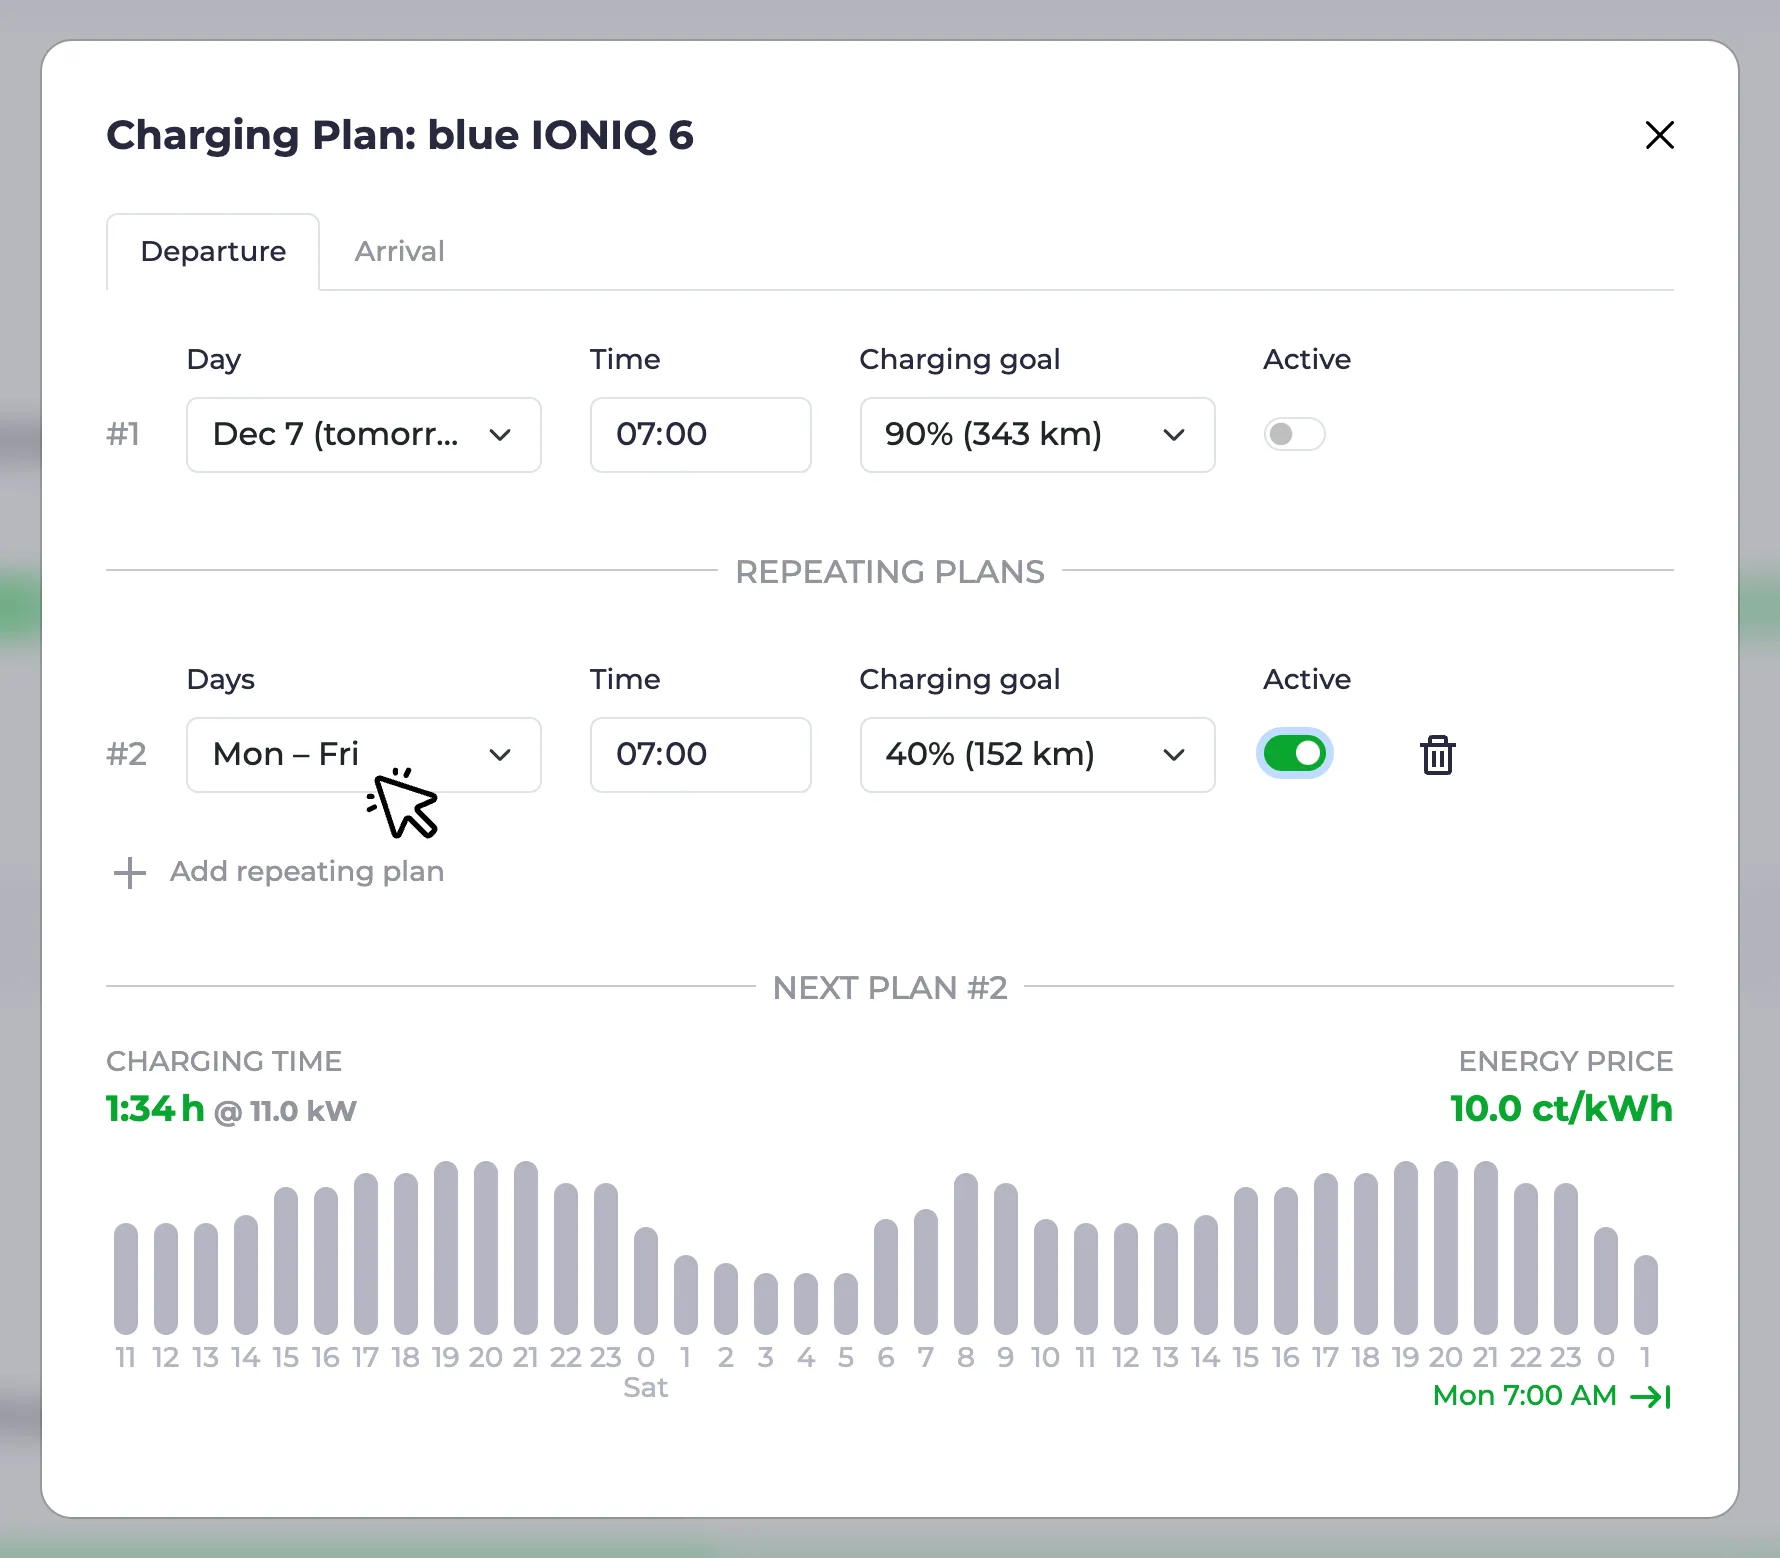 Charging Plan: blue IONIQ 6
Departure Arrival
Day Time Charging goal Active
#1 Dec 7 (tomorr... 07:00 90% (343 km)
REPEATING PLANS
Days Time Charging goal Active
#2 Mon – Fri 07:00 40% (152 km)
Add repeating plan
NEXT PLAN #2
CHARGING TIME ENERGY PRICE
1:34 h @ 11.0 kW 10.0 ct/kWh
11 12 13 14 15 16 17 18 19 20 21 22 23 0 1 2 3 4 5 6 7 8 9 10 11 12 13 14 15 16 17 18 19 20 21 22 23 0 1
Sat
Mon 7:00 AM